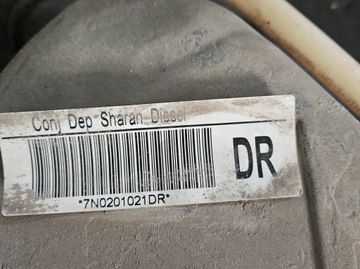 Conj Dep Sharan Diesel
DR
*7N0201021DR*